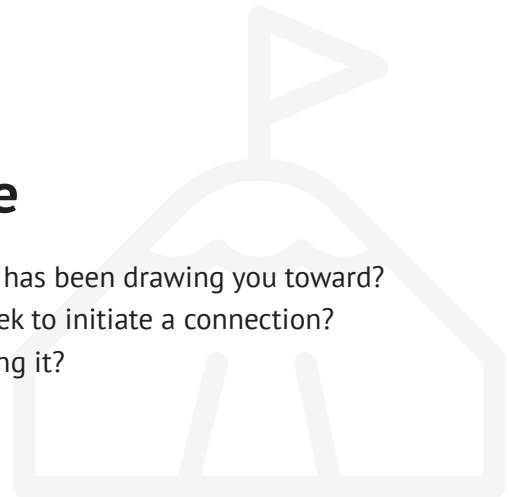 e
has been drawing you toward?
ek to initiate a connection?
ng it?